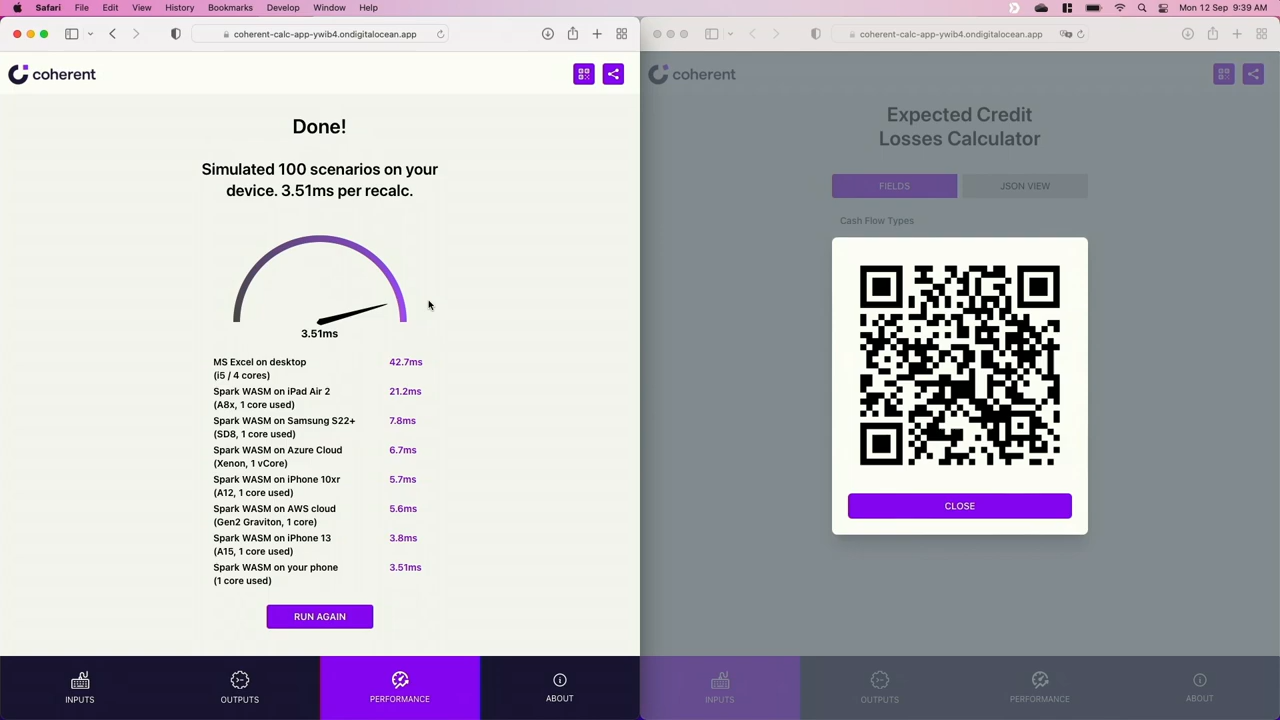 Safari File Edit View History Bookmarks Develop Window Help
Mon 12 Sep 9:39 AM
coherent-calc-app-ywib4.ondigitalocean.app
coherent
Done!
Simulated 100 scenarios on your
device. 3.51ms per recalc.
3.51ms
MS Excel on desktop 42.7ms
(i5 / 4 cores)
Spark WASM on iPad Air 2 21.2ms
(A8x, 1 core used)
Spark WASM on Samsung S22+ 7.8ms
(SD8, 1 core used)
Spark WASM on Azure Cloud 6.7ms
(Xenon, 1 vCore)
Spark WASM on iPhone 10xr 5.7ms
(A12, 1 core used)
Spark WASM on AWS cloud 5.6ms
(Gen2 Graviton, 1 core)
Spark WASM on iPhone 13 3.8ms
(A15, 1 core used)
Spark WASM on your phone 3.51ms
(1 core used)
RUN AGAIN
INPUTS OUTPUTS PERFORMANCE ABOUT
coherent-calc-app-ywib4.ondigitalocean.app
coherent
Expected Credit
Losses Calculator
FIELDS JSON VIEW
Cash Flow Types
CLOSE
INPUTS OUTPUTS PERFORMANCE ABOUT